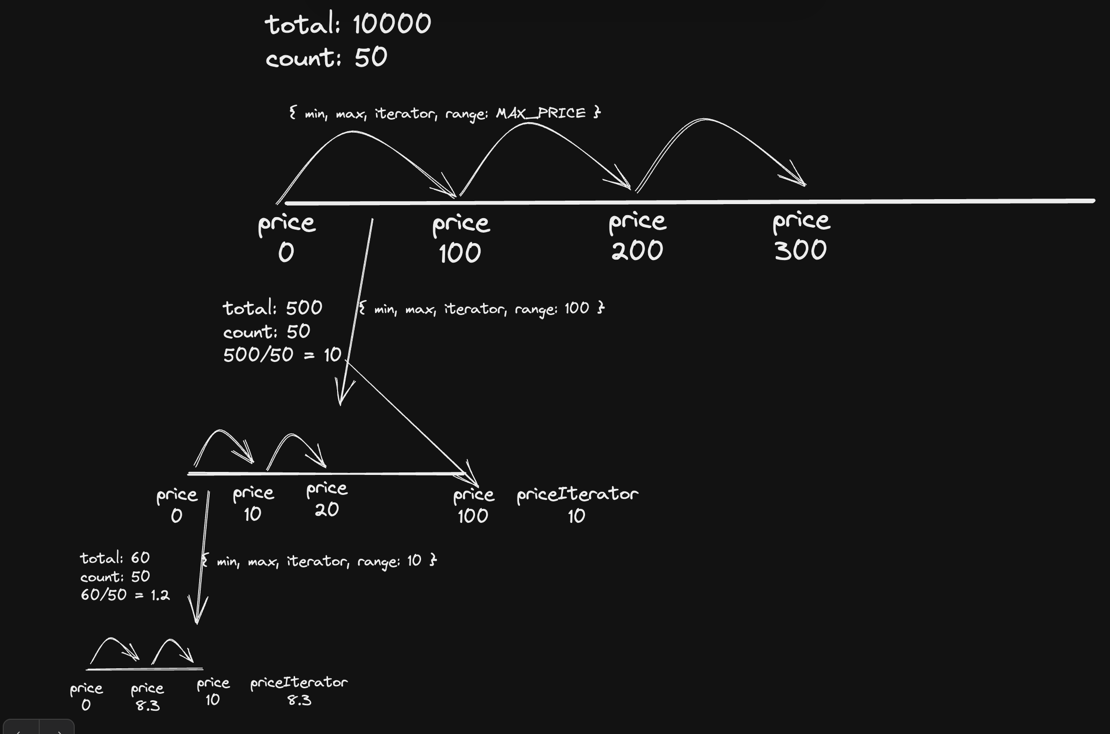 total: 10000
count: 50
{ min, max, iterator, range: MAX_PRICE }
price
0
price
100
price
200
price
300
total: 500
count: 50
500/50 = 10
{ min, max, iterator, range: 100 }
price
0
price
10
price
20
price
100
priceIterator
10
total: 60
count: 50
60/50 = 1.2
{ min, max, iterator, range: 10 }
price
0
price
8.3
price
10
priceIterator
8.3